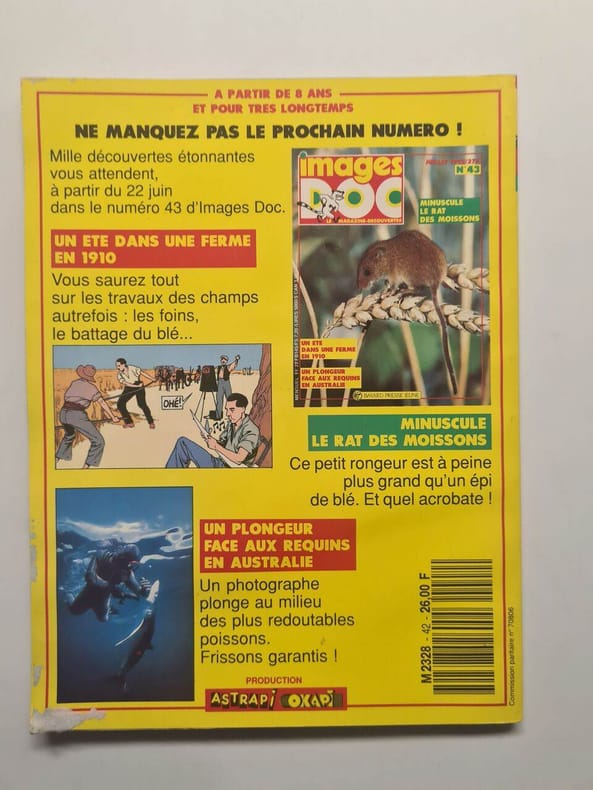 A PARTIR DE 8 ANS
ET POUR TRES LONGTEMPS
NE MANQUEZ PAS LE PROCHAIN NUMERO !
Mille découvertes étonnantes
vous attendent,
à partir du 22 juin
dans le numéro 43 d'Images Doc.
images
DOC
LE MAGAZINE-DECOUVERTES
N° 43
MINUSCULE
LE RAT
DES MOISSONS
UN ETE
DANS UNE FERME
EN 1910
UN PLONGEUR
FACE AUX REQUINS
EN AUSTRALIE
BAYARD PRESSE JEUNE
UN ETE DANS UNE FERME
EN 1910
Vous saurez tout
sur les travaux des champs
autrefois : les foins,
le battage du blé...
OHÉ!
MINUSCULE
LE RAT DES MOISSONS
Ce petit rongeur est à peine
plus grand qu'un épi
de blé. Et quel acrobate !
UN PLONGEUR
FACE AUX REQUINS
EN AUSTRALIE
Un photographe
plonge au milieu
des plus redoutables
poissons.
Frissons garantis !
PRODUCTION
ASTRAPI OKAPI
M 2328 - 42 - 26,00 F
Commission paritaire n° 70806